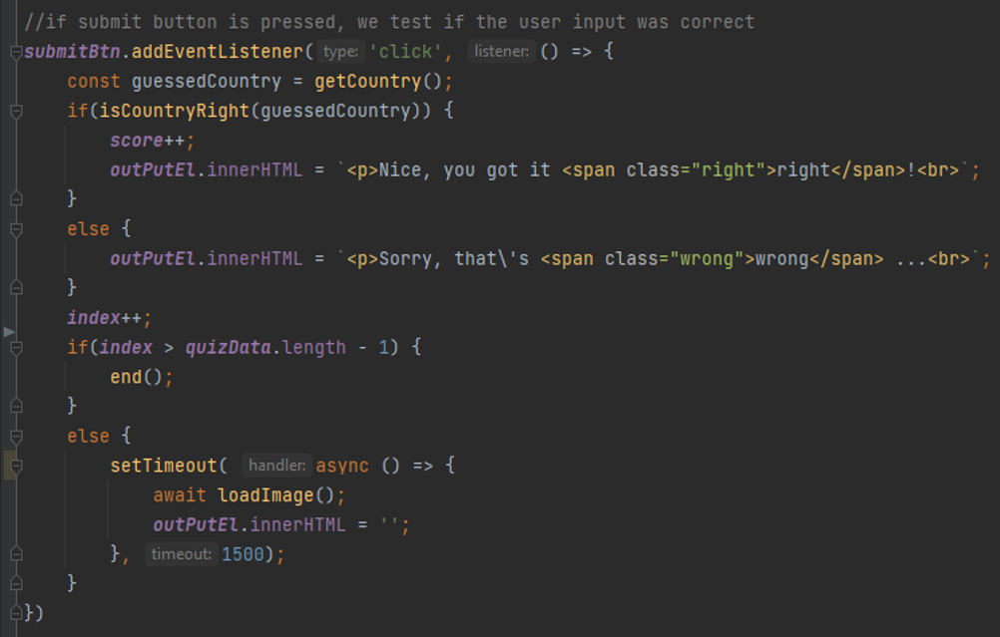 //if submit button is pressed, we test if the user input was correct
submitBtn.addEventListener( type: 'click', listener: () => {
    const guessedCountry = getCountry();
    if(isCountryRight(guessedCountry)) {
        score++;
        outPutEl.innerHTML = `<p>Nice, you got it <span class="right">right</span>!<br>`;
    }
    else {
        outPutEl.innerHTML = `<p>Sorry, that\'s <span class="wrong">wrong</span> ...<br>`;
    }
    index++;
    if(index > quizData.length - 1) {
        end();
    }
    else {
        setTimeout( handler: async () => {
            await loadImage();
            outPutEl.innerHTML = '';
        }, timeout: 1500);
    }
})